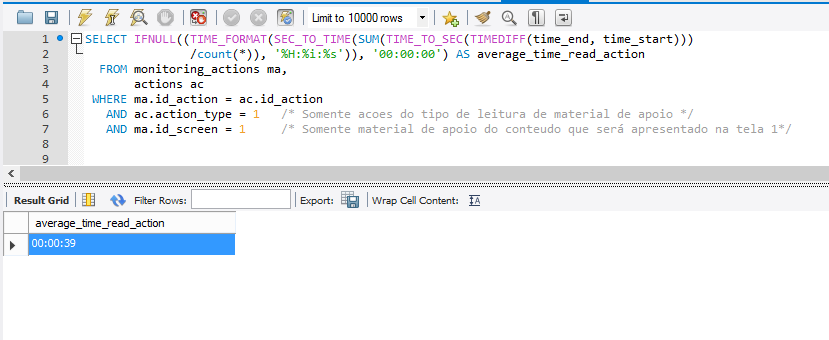 Limit to 10000 rows
1 SELECT IFNULL((TIME_FORMAT(SEC_TO_TIME(SUM(TIME_TO_SEC(TIMEDIFF(time_end, time_start)))
2 /count(*)), '%H:%i:%s')), '00:00:00') AS average_time_read_action
3 FROM monitoring_actions ma,
4 actions ac
5 WHERE ma.id_action = ac.id_action
6 AND ac.action_type = 1 /* Somente acoes do tipo de leitura de material de apoio */
7 AND ma.id_screen = 1 /* Somente material de apoio do conteudo que será apresentado na tela 1*/
8
9
Result Grid Filter Rows: Export: Wrap Cell Content: IA
average_time_read_action
00:00:39